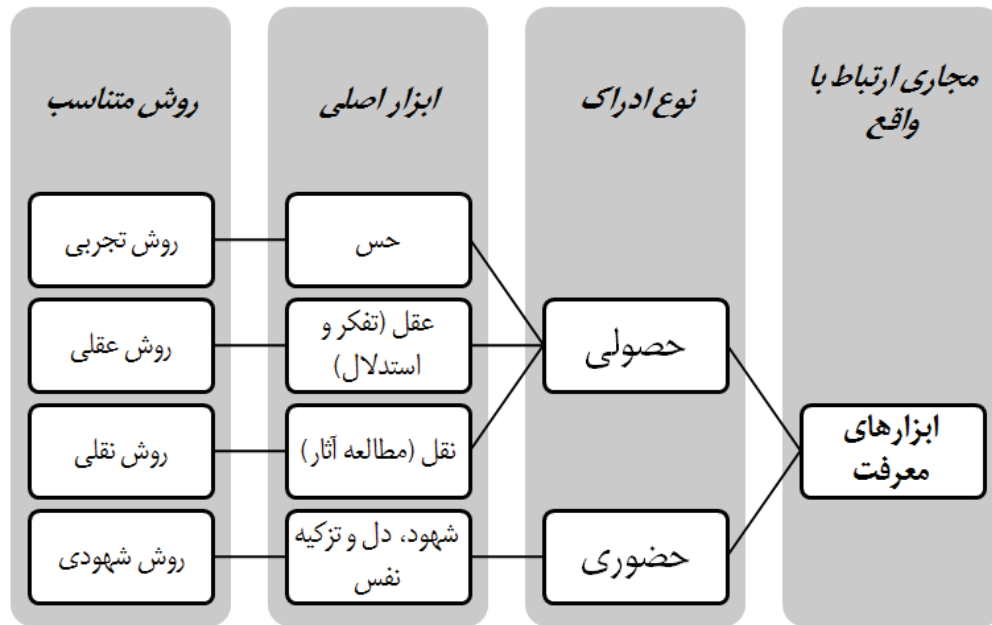 مجاری ارتباط با
واقع
نوع ادراک
ابزار اصلی
روش متناسب
ابزارهای
معرفت
حصولی
حضوری
حس
عقل (تفکر و
استدلال)
نقل (مطالعه آثار)
شهود، دل و تزکیه
نفس
روش تجربی
روش عقلی
روش نقلی
روش شهودی